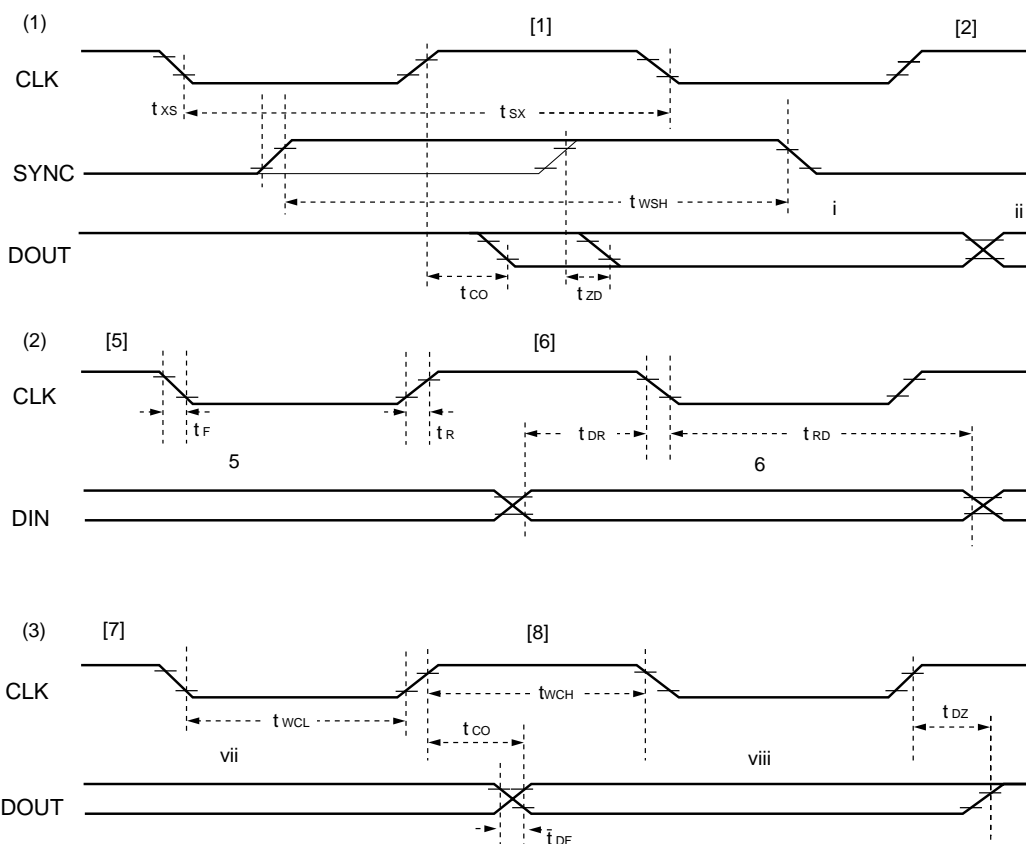 (1) [1] [2]
CLK
t XS t SX
SYNC
t WSH
i ii
DOUT
t CO t ZD
(2) [5] [6]
CLK
t F t R t DR t RD
5 6
DIN
(3) [7] [8]
CLK
t WCL t WCH
t CO t DZ
vii viii
DOUT
t DF